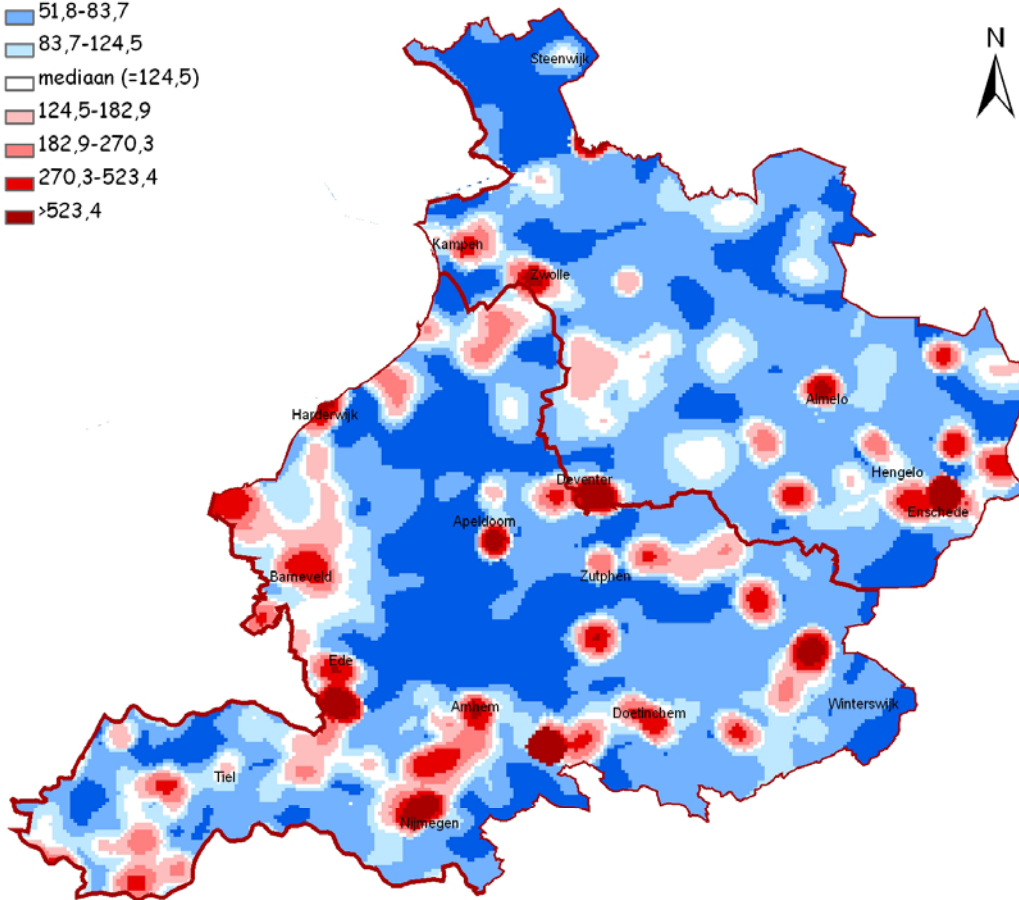 51,8-83,7
83,7-124,5
mediaan (=124,5)
124,5-182,9
182,9-270,3
270,3-523,4
>523,4
N
Steenwijk
Kampen
Zwolle
Almelo
Harderwijk
Hengelo
Deventer
Enschede
Apeldoorn
Barneveld
Zutphen
Ede
Winterswijk
Arnhem
Doetinchem
Tiel
Nijmegen